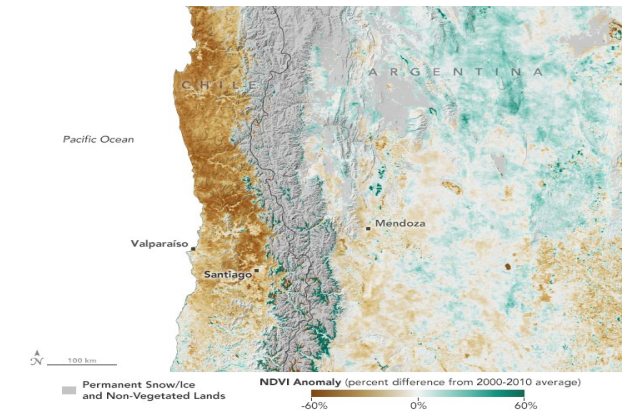 CHILE
ARGENTINA
Pacific Ocean
Mendoza
Valparaíso
Santiago
N
100 km
Permanent Snow/Ice
and Non-Vegetated Lands
NDVI Anomaly (percent difference from 2000-2010 average)
-60% 0% 60%